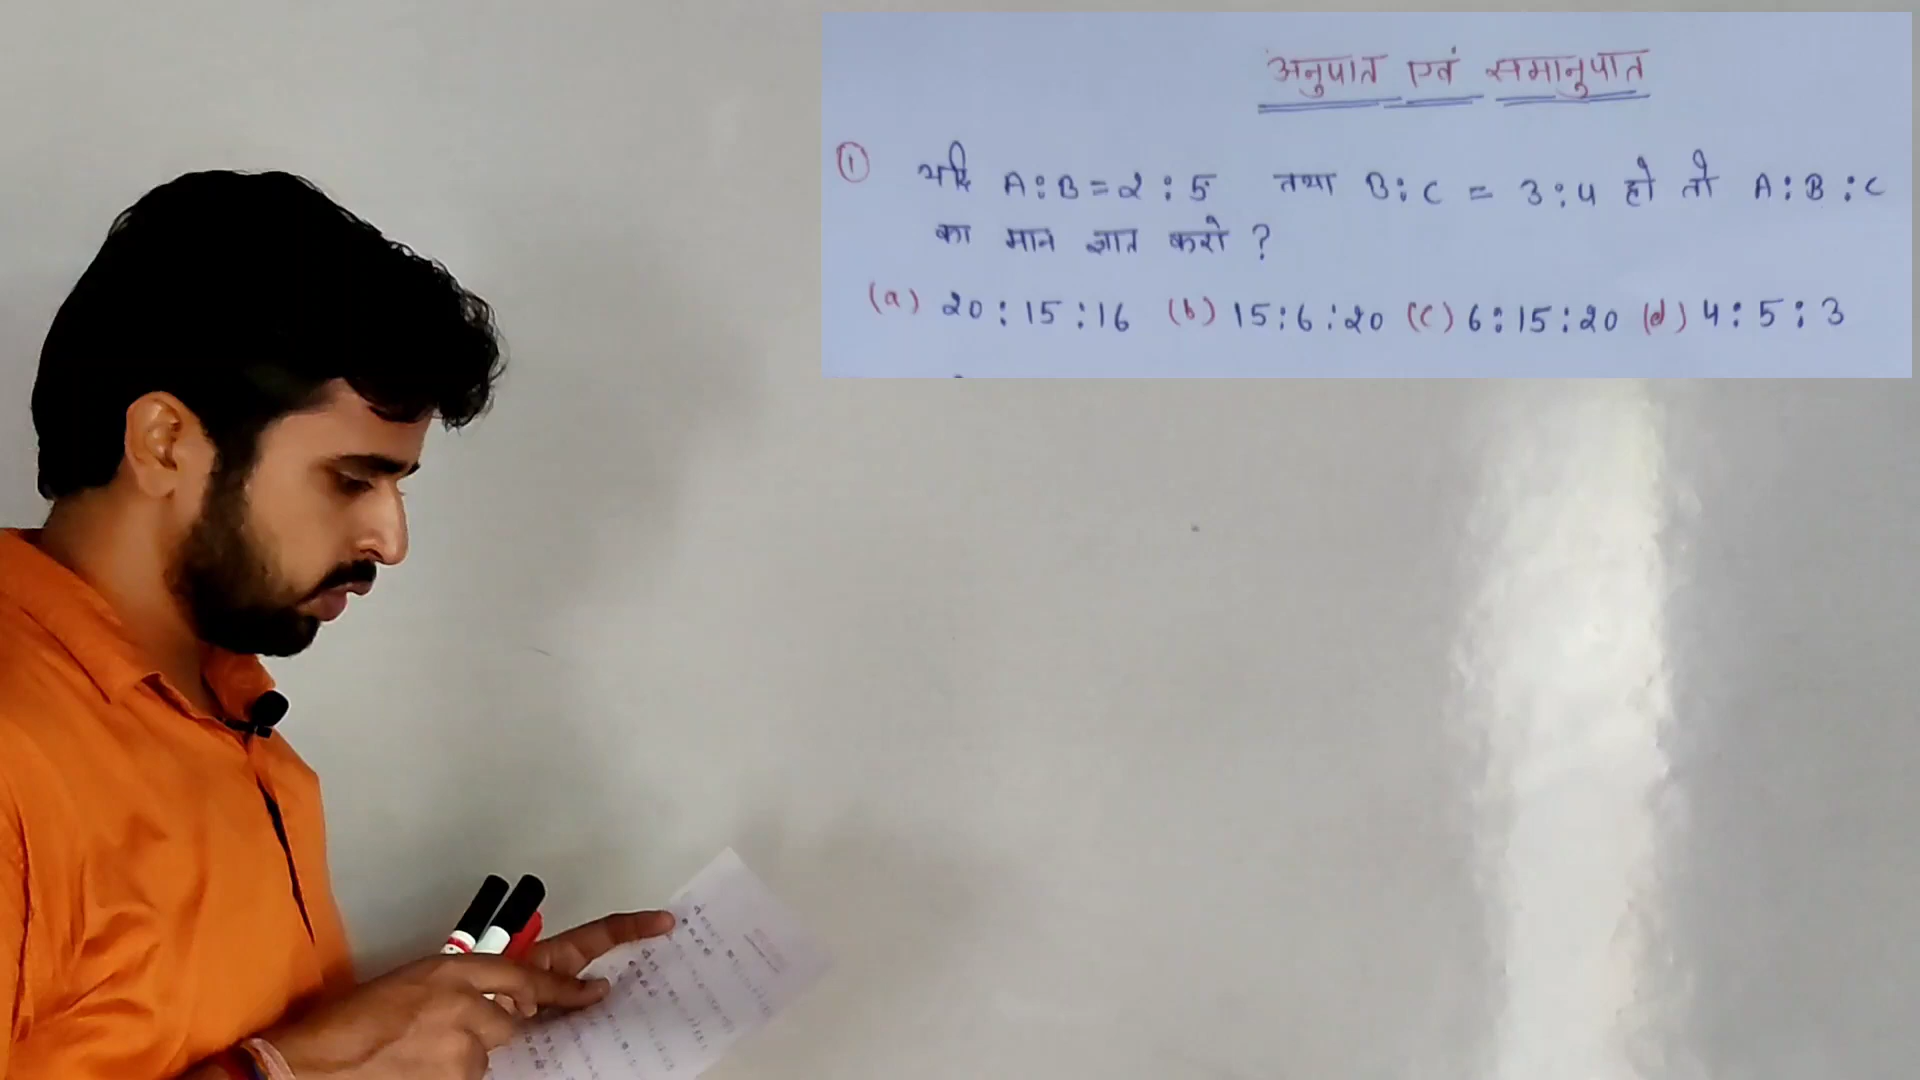 अनुपात एवं समानुपात
① यदि A:B=2:5 तथा B:C = 3:4 हो तो A:B:C
का मान ज्ञात करो ?
(a) 20:15:16 (b) 15:6:20 (c) 6:15:20 (d) 4:5:3